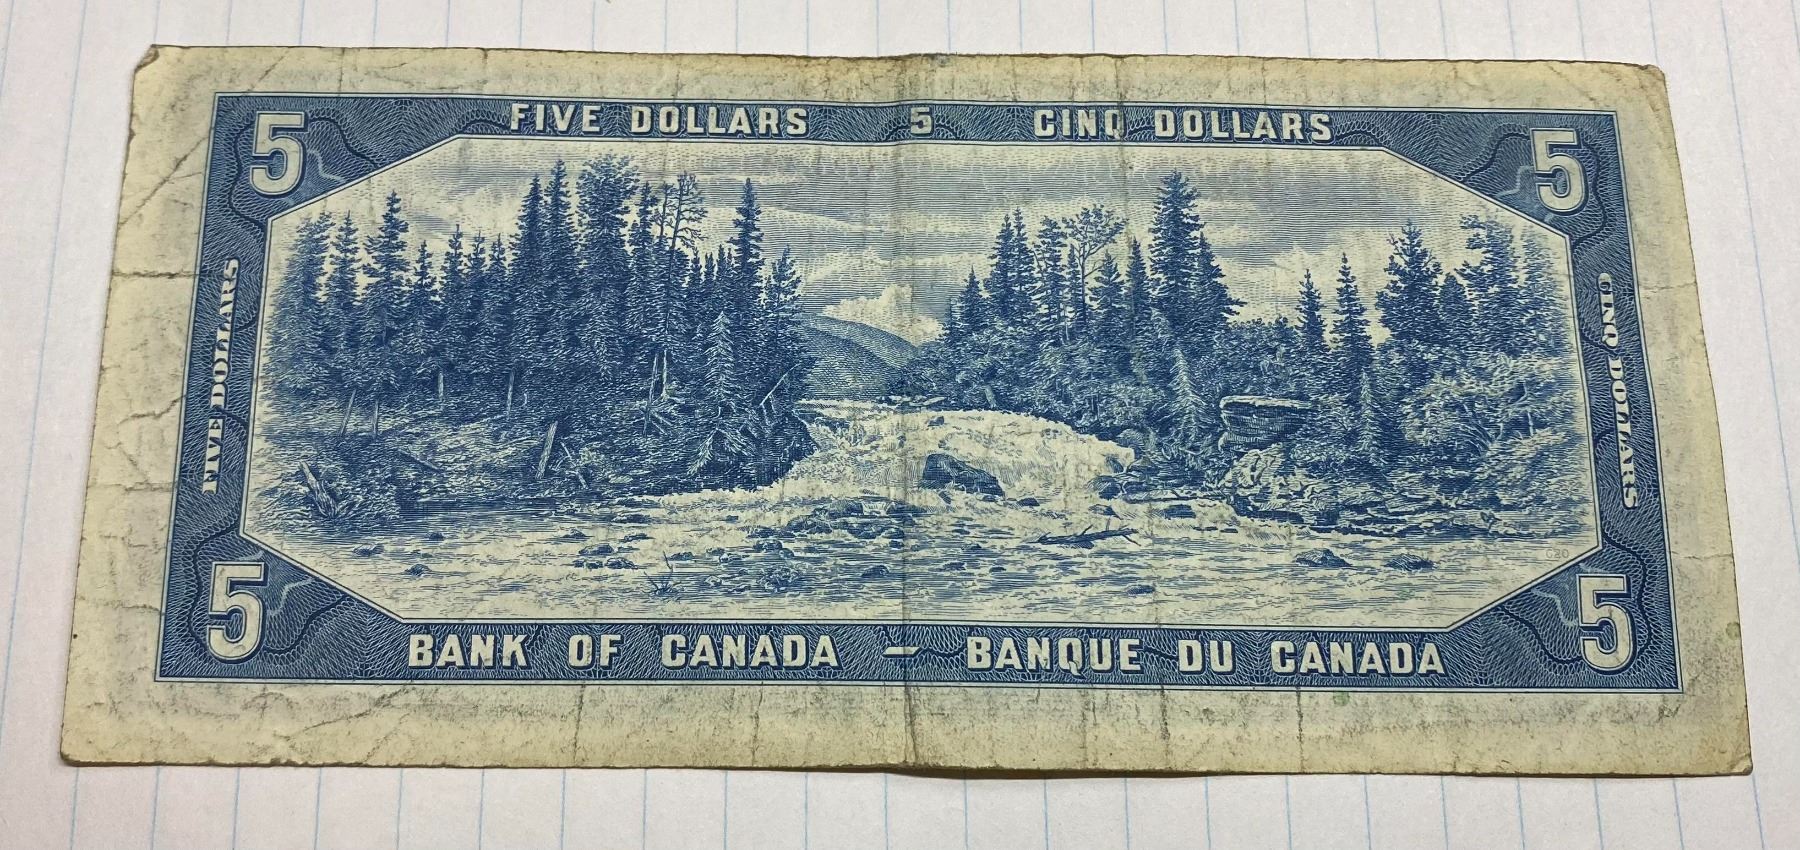 FIVE DOLLARS 5 CINQ DOLLARS
5 5
FIVE DOLLARS
CINQ DOLLARS
5 5
BANK OF CANADA – BANQUE DU CANADA